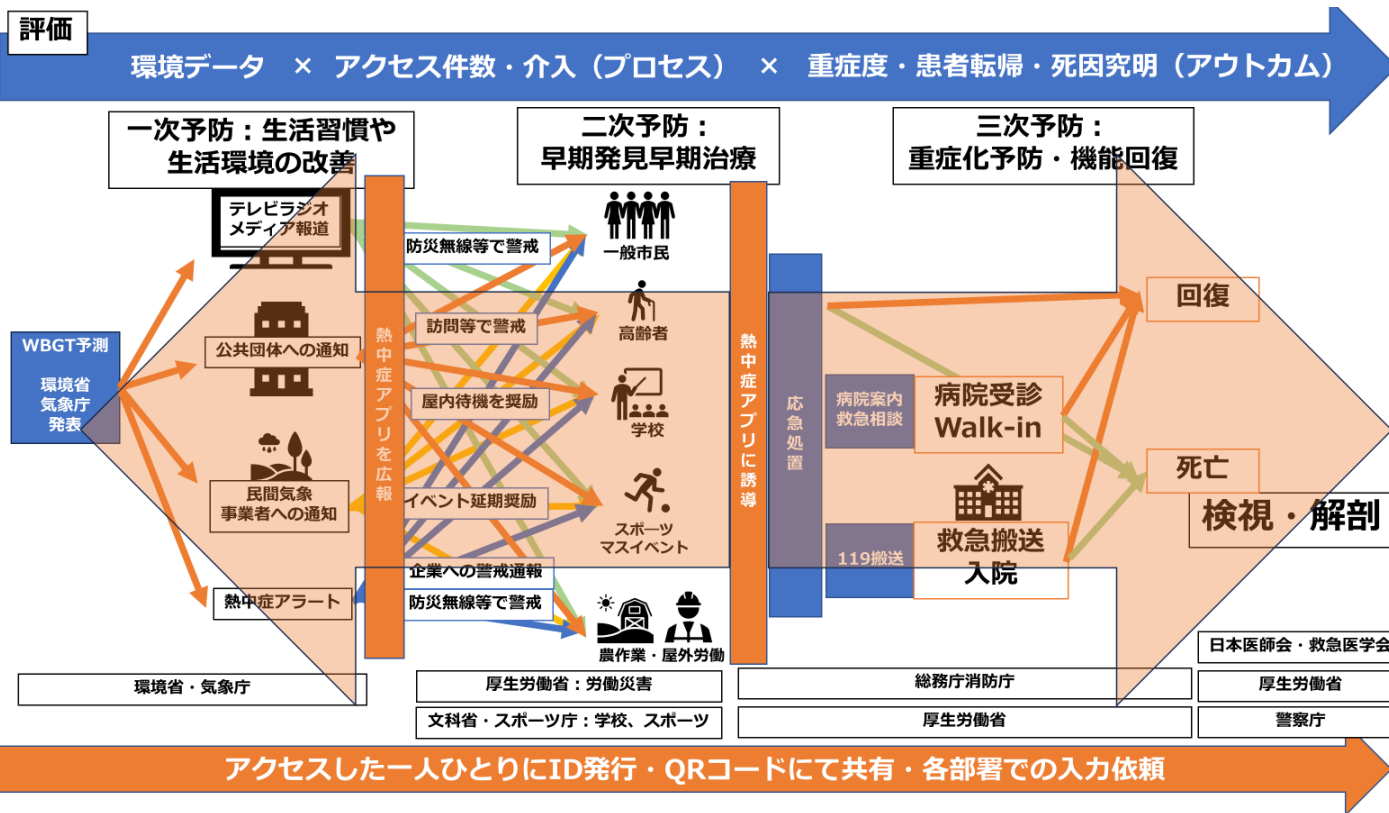 評価
環境データ × アクセス件数・介入（プロセス） × 重症度・患者転帰・死因究明（アウトカム）
一次予防：生活習慣や
生活環境の改善
二次予防：
早期発見早期治療
三次予防：
重症化予防・機能回復
テレビラジオ
メディア報道
公共団体への通知
民間気象
事業者への通知
熱中症アラート
WBGT予測
環境省
気象庁
発表
熱中症アプリを広報
防災無線等で警戒
訪問等で警戒
屋内待機を奨励
イベント延期奨励
企業への警戒通報
防災無線等で警戒
一般市民
高齢者
学校
スポーツ
マスイベント
農作業・屋外労働
熱中症アプリに誘導
応急処置
病院案内
救急相談
119搬送
病院受診
Walk-in
救急搬送
入院
回復
死亡
検視・解剖
環境省・気象庁
厚生労働省：労働災害
文科省・スポーツ庁：学校、スポーツ
総務庁消防庁
厚生労働省
日本医師会・救急医学会
厚生労働省
警察庁
アクセスした一人ひとりにID発行・QRコードにて共有・各部署での入力依頼